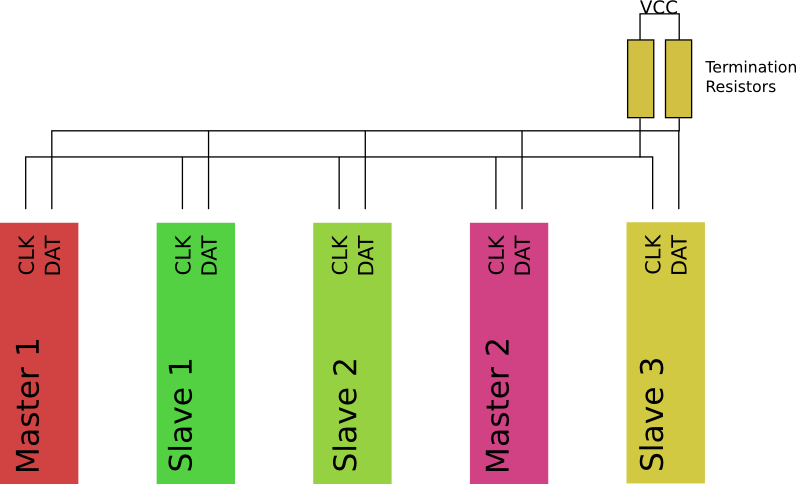 VCC
Termination
Resistors
CLK
DAT
CLK
DAT
CLK
DAT
CLK
DAT
CLK
DAT
Master 1
Slave 1
Slave 2
Master 2
Slave 3